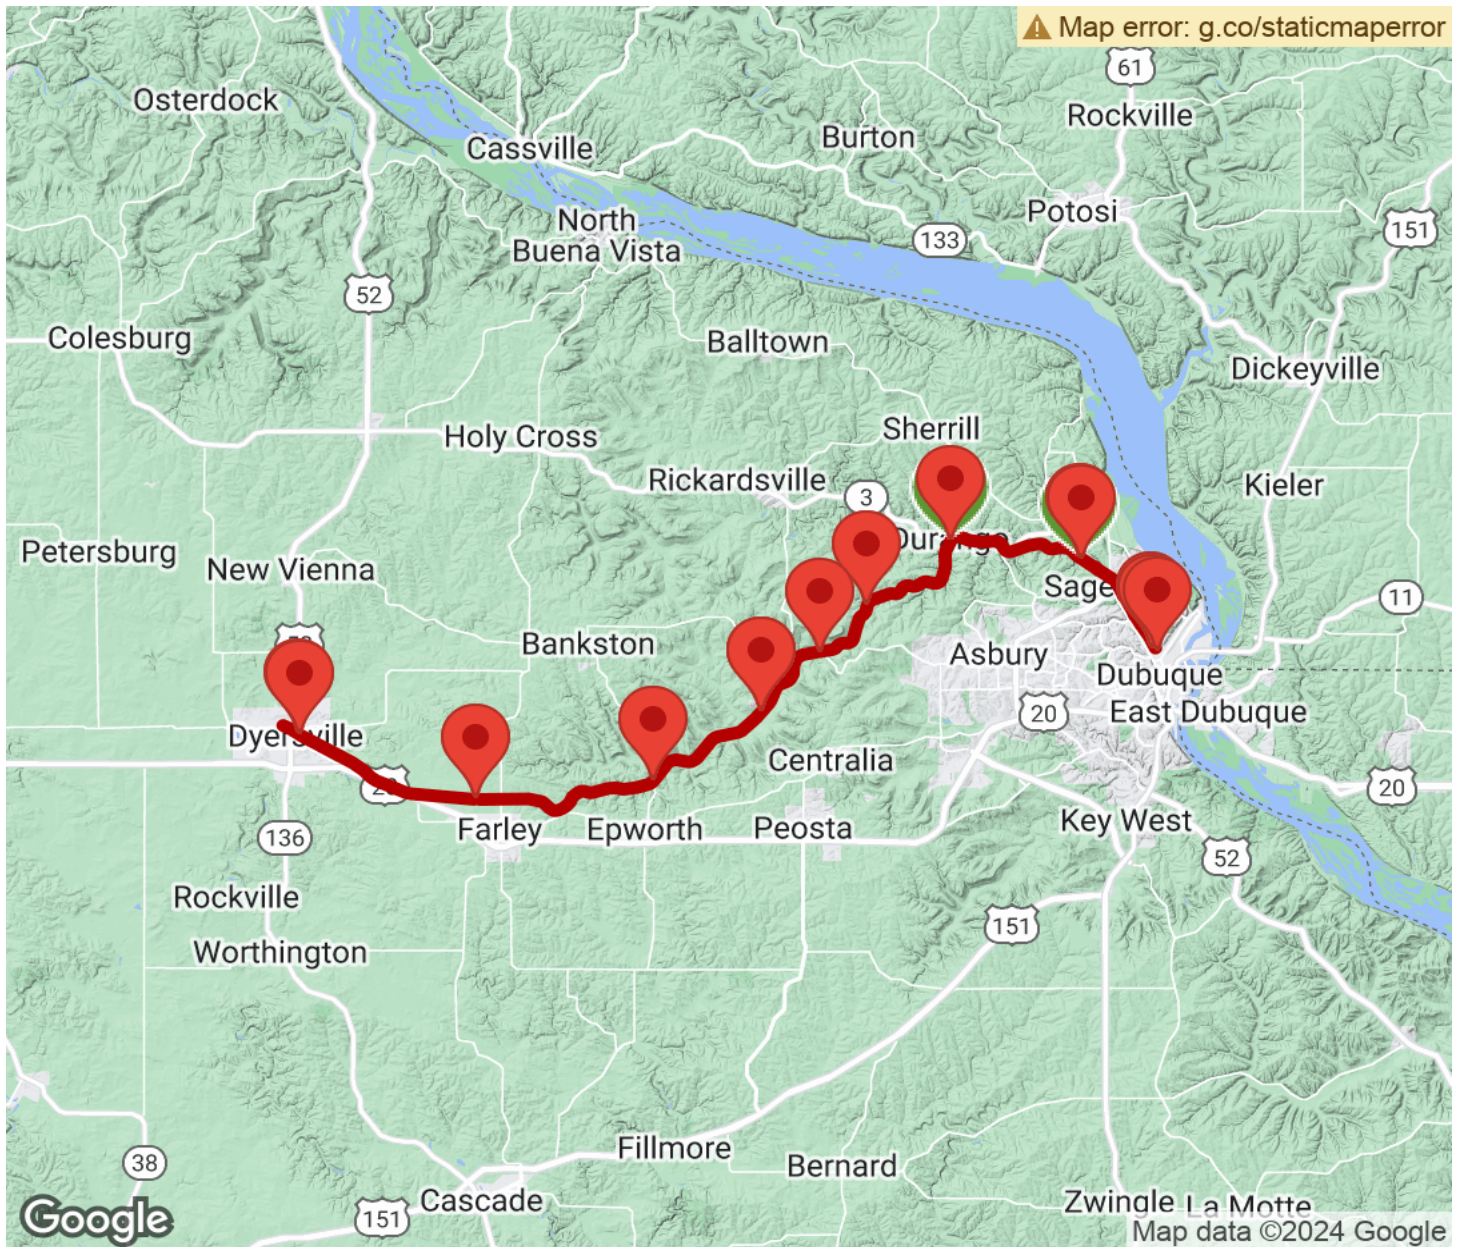 Map error: g.co/staticmaperror
61
Osterdock
Rockville
Burton
Cassville
Potosi
North
Buena Vista
133
151
52
Colesburg
Balltown
Dickeyville
Sherrill
Holy Cross
Rickardsville
3
Kieler
Petersburg
New Vienna
11
Bankston
Asbury
Dubuque
20
East Dubuque
Dyersville
Centralia
20
Farley
Epworth
Peosta
Key West
136
52
Rockville
151
Worthington
Fillmore
38
Bernard
Cascade
Zwingle
La Motte
151
Google
Map data ©2024 Google